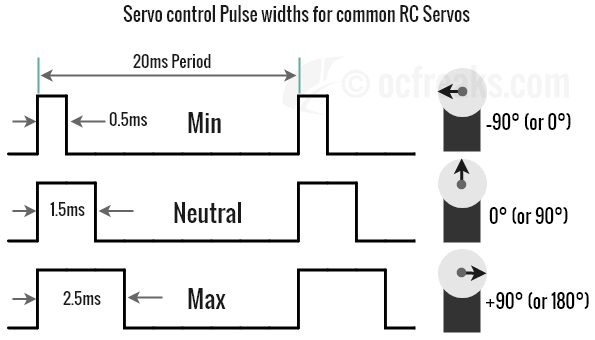 Servo control Pulse widths for common RC Servos
20ms Period
© ocfreaks.com
0.5ms
Min
-90° (or 0°)
1.5ms
Neutral
0° (or 90°)
2.5ms
Max
+90° (or 180°)